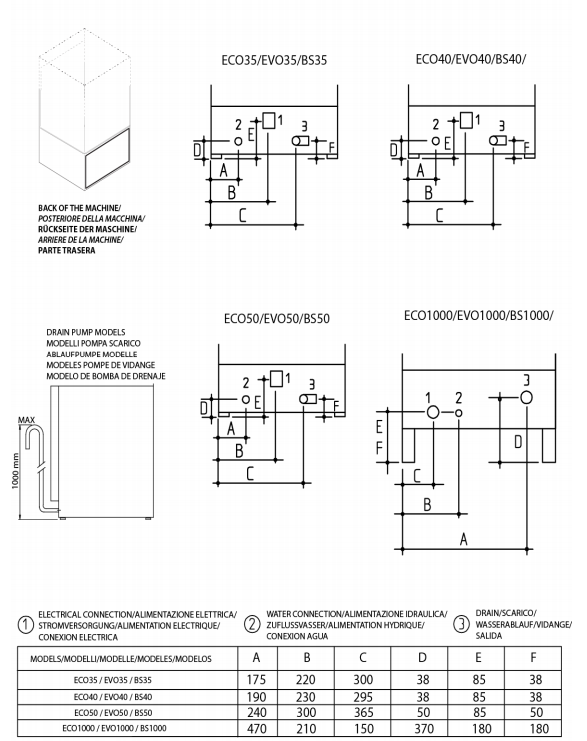 ECO35/EVO35/BS35
ECO40/EVO40/BS40/
2
1
3
D
E
F
A
B
C
2
1
3
D
E
F
A
B
C
BACK OF THE MACHINE/
POSTERIORE DELLA MACCHINA/
RÜCKSEITE DER MASCHINE/
ARRIERE DE LA MACHINE/
PARTE TRASERA
ECO50/EVO50/BS50
ECO1000/EVO1000/BS1000/
DRAIN PUMP MODELS
MODELLI POMPA SCARICO
ABLAUFPUMPE MODELLE
MODELES POMPE DE VIDANGE
MODELO DE BOMBA DE DRENAJE
MAX
1000 mm
2
1
3
D
E
F
A
B
C
1
2
3
E
F
D
C
B
A
1 ELECTRICAL CONNECTION/ALIMENTAZIONE ELETTRICA/
STROMVERSORGUNG/ALIMENTATION ELECTRIQUE/
CONEXION ELECTRICA
2 WATER CONNECTION/ALIMENTAZIONE IDRAULICA/
ZUFLUSSVASSER/ALIMENTATION HYDRIQUE/
CONEXION AGUA
3 DRAIN/SCARICO/
WASSERABLAUF/VIDANGE/
SALIDA
MODELS/MODELLI/MODELLE/MODELES/MODELOS A B C D E F
ECO35 / EVO35 / BS35 175 220 300 38 85 38
ECO40 / EVO40 / BS40 190 230 295 38 85 38
ECO50 / EVO50 / BS50 240 300 365 50 85 50
ECO1000 / EVO1000 / BS1000 470 210 150 370 180 180